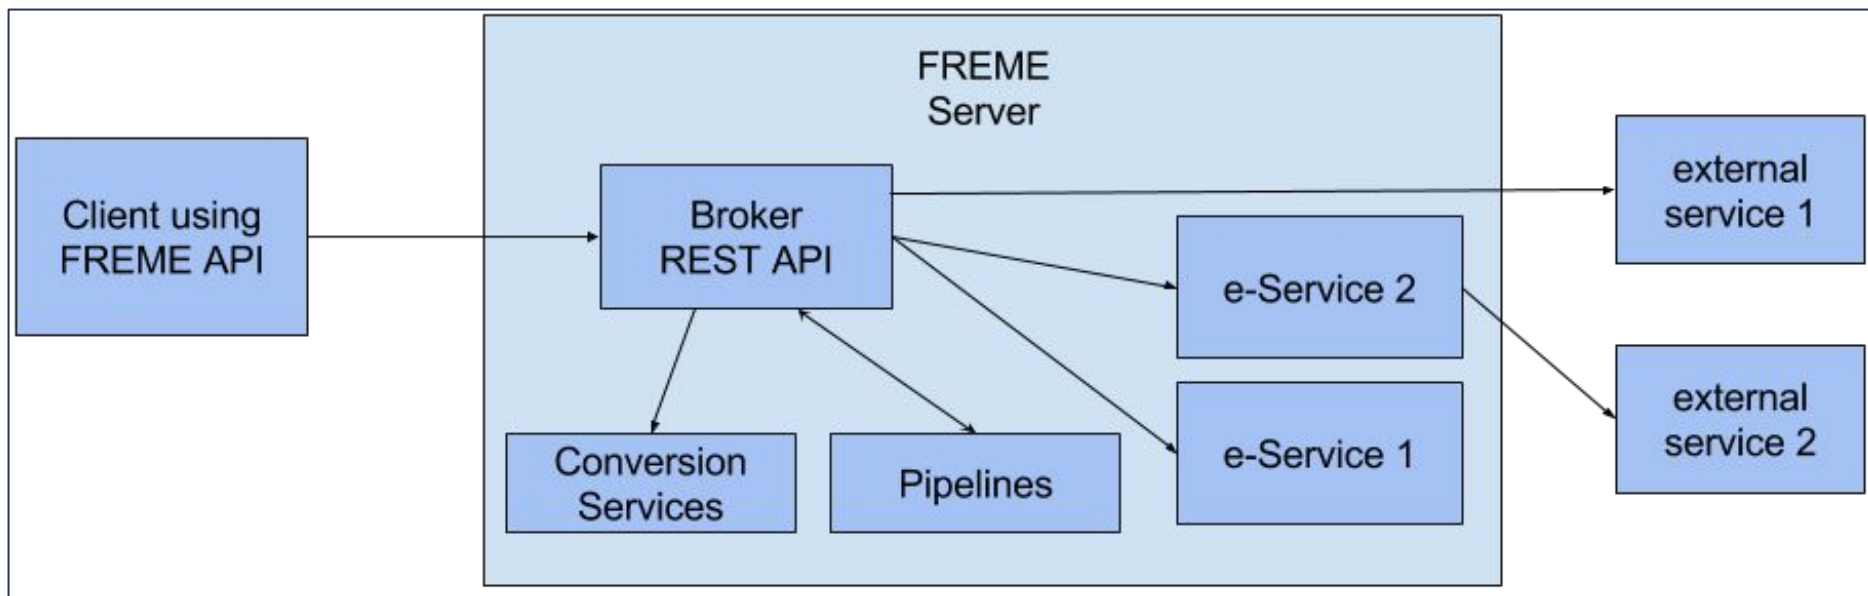 FREME
Server
Client using
FREME API
Broker
REST API
Conversion
Services
Pipelines
e-Service 2
e-Service 1
external
service 1
external
service 2